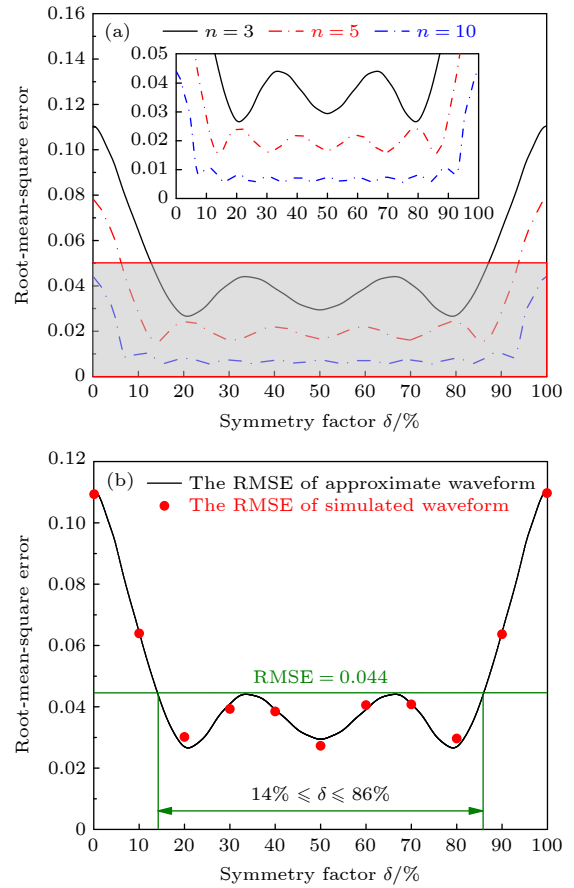 (a)
n = 3
n = 5
n = 10
0.16
0.14
0.12
0.10
0.08
0.06
0.04
0.02
0
Root-mean-square error
0.05
0.04
0.03
0.02
0.01
0
0 10 20 30 40 50 60 70 80 90 100
0 10 20 30 40 50 60 70 80 90 100
Symmetry factor δ/%
(b)
The RMSE of approximate waveform
The RMSE of simulated waveform
0.12
0.10
0.08
0.06
0.04
0.02
0
Root-mean-square error
RMSE = 0.044
14% ⩽ δ ⩽ 86%
0 10 20 30 40 50 60 70 80 90 100
Symmetry factor δ/%